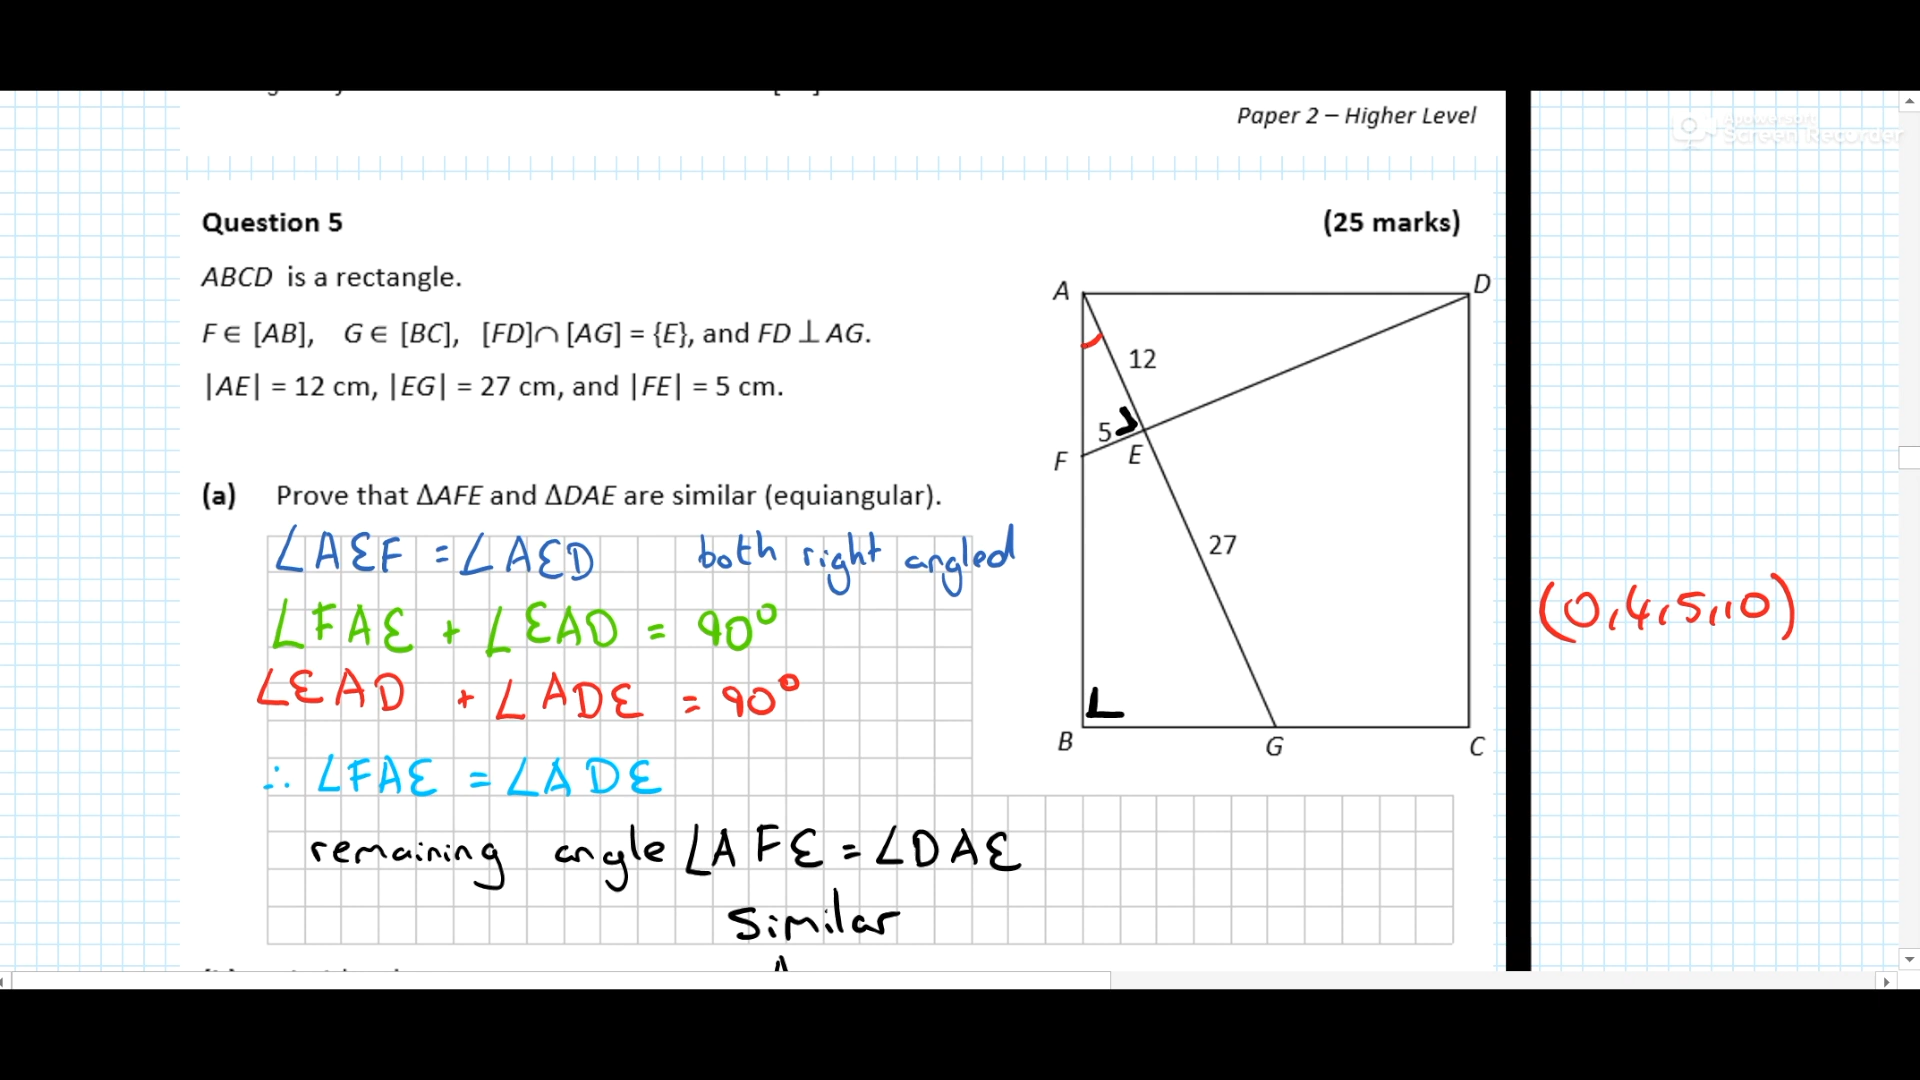 Paper 2 – Higher Level
Apowersoft
Screen Recorder
Question 5
(25 marks)
ABCD is a rectangle.
F ∈ [AB], G ∈ [BC], [FD]∩[AG] = {E}, and FD ⊥ AG.
|AE| = 12 cm, |EG| = 27 cm, and |FE| = 5 cm.
A
D
12
5
F
E
27
B
G
C
(a) Prove that ΔAFE and ΔDAE are similar (equiangular).
∠AEF = ∠AED both right angled
∠FAE + ∠EAD = 90°
∠EAD + ∠ADE = 90°
∴ ∠FAE = ∠ADE
remaining angle ∠AFE = ∠DAE
similar
(0,4,5,10)